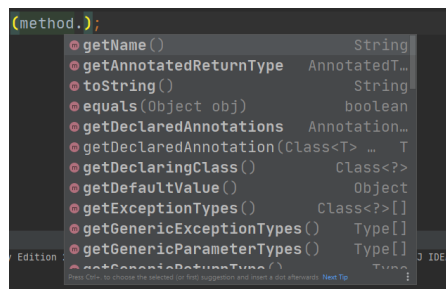 (method.);
m getName() String
m getAnnotatedReturnType AnnotatedT…
m toString() String
m equals(Object obj) boolean
m getDeclaredAnnotations Annotation…
m getDeclaredAnnotation(Class<T> … T
m getDeclaringClass() Class<?>
m getDefaultValue() Object
m getExceptionTypes() Class<?>[]
m getGenericExceptionTypes() Type[]
m getGenericParameterTypes() Type[]
m getGenericReturnType() Type
y Edition J IDE
Press Ctrl+. to choose the selected (or first) suggestion and insert a dot afterwards Next Tip